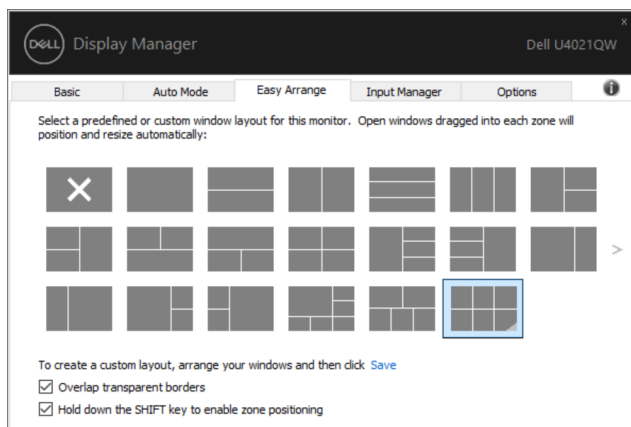 DELL Display Manager
x
Dell U4021QW
Basic Auto Mode Easy Arrange Input Manager Options i
Select a predefined or custom window layout for this monitor. Open windows dragged into each zone will
position and resize automatically:
>
To create a custom layout, arrange your windows and then click Save
Overlap transparent borders
Hold down the SHIFT key to enable zone positioning